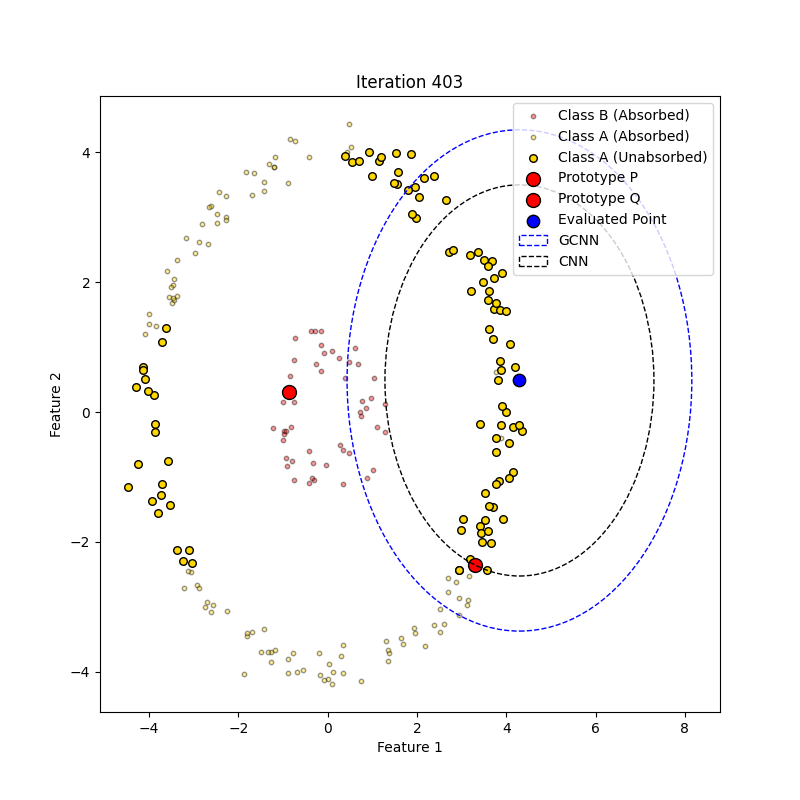 Iteration 403
Class B (Absorbed)
Class A (Absorbed)
Class A (Unabsorbed)
Prototype P
Prototype Q
Evaluated Point
GCNN
CNN
Feature 2
4
2
0
−2
−4
−4
−2
0
2
4
6
8
Feature 1